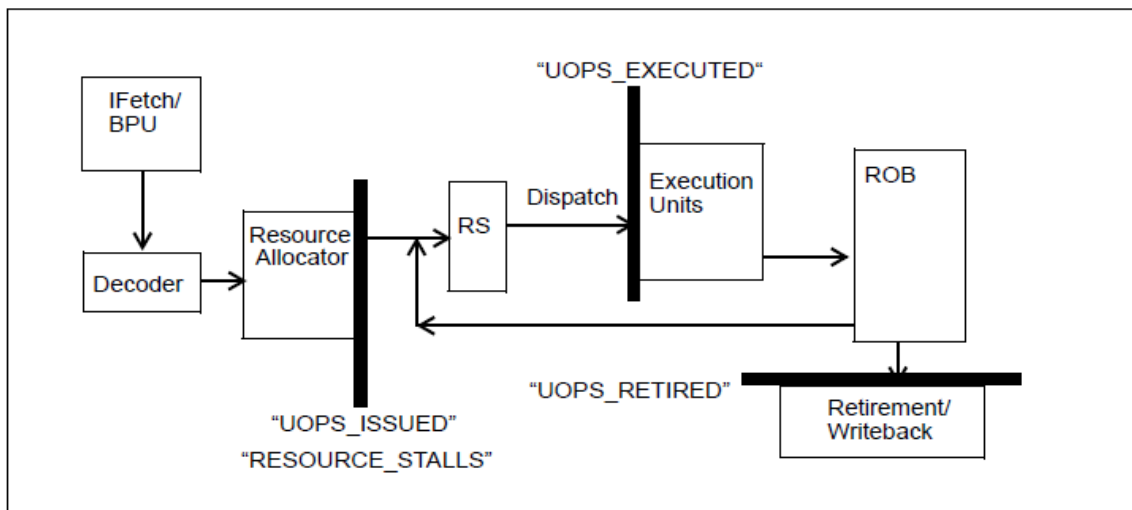 “UOPS_EXECUTED“
IFetch/
BPU
Execution
Units
ROB
Dispatch
RS
Resource
Allocator
Decoder
“UOPS_RETIRED”
Retirement/
Writeback
“UOPS_ISSUED”
“RESOURCE_STALLS”